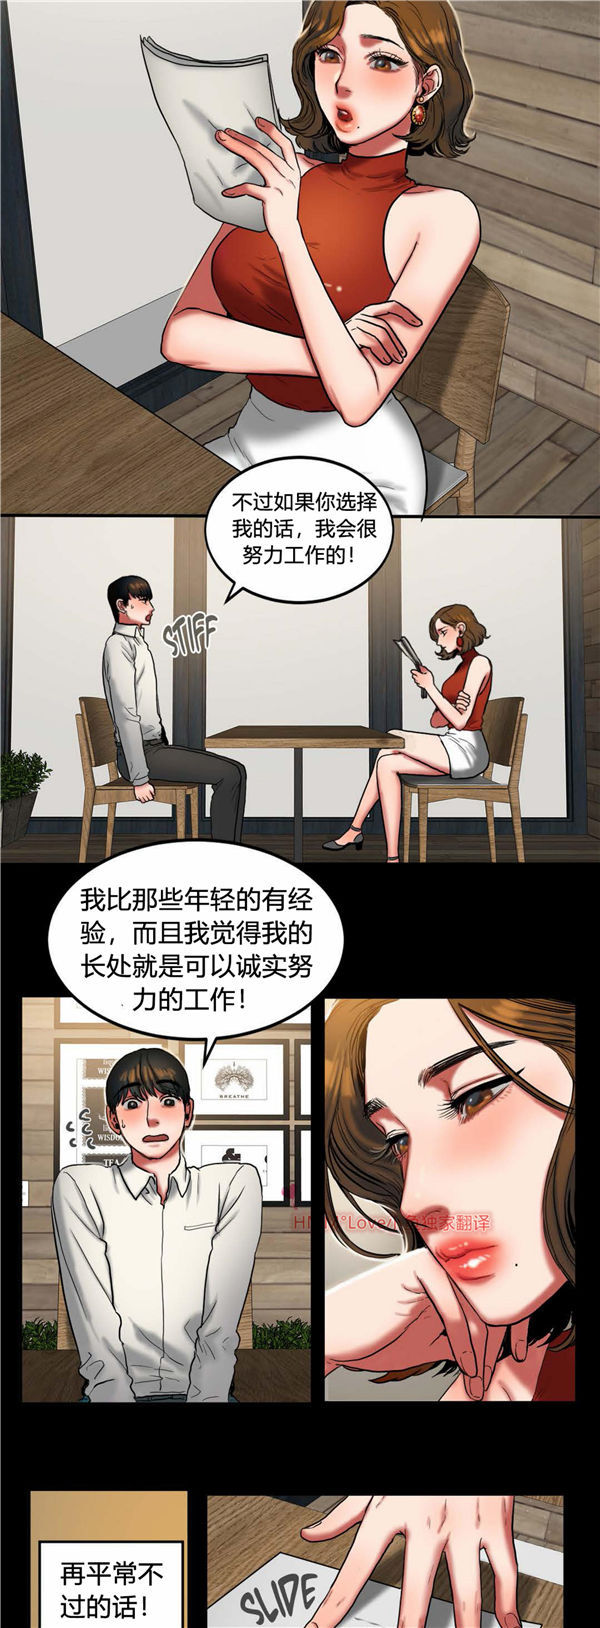 不过如果你选择
我的话，我会很
努力工作的！
STIFF
我比那些年轻的有经
验，而且我觉得我的
长处就是可以诚实努
力的工作！
WISDOM
BREATHE
WISDO
TEA
再平常不
过的话！
SLIDE